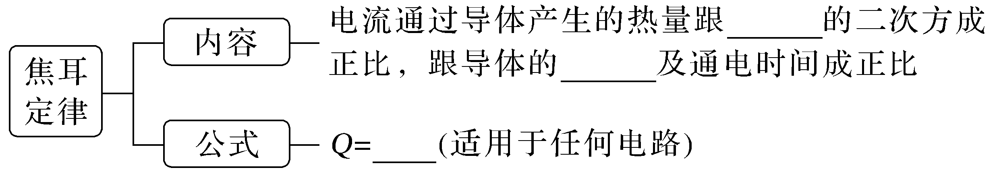 焦耳
定律
内容
电流通过导体产生的热量跟______的二次方成
正比，跟导体的______及通电时间成正比
公式
Q=____(适用于任何电路)